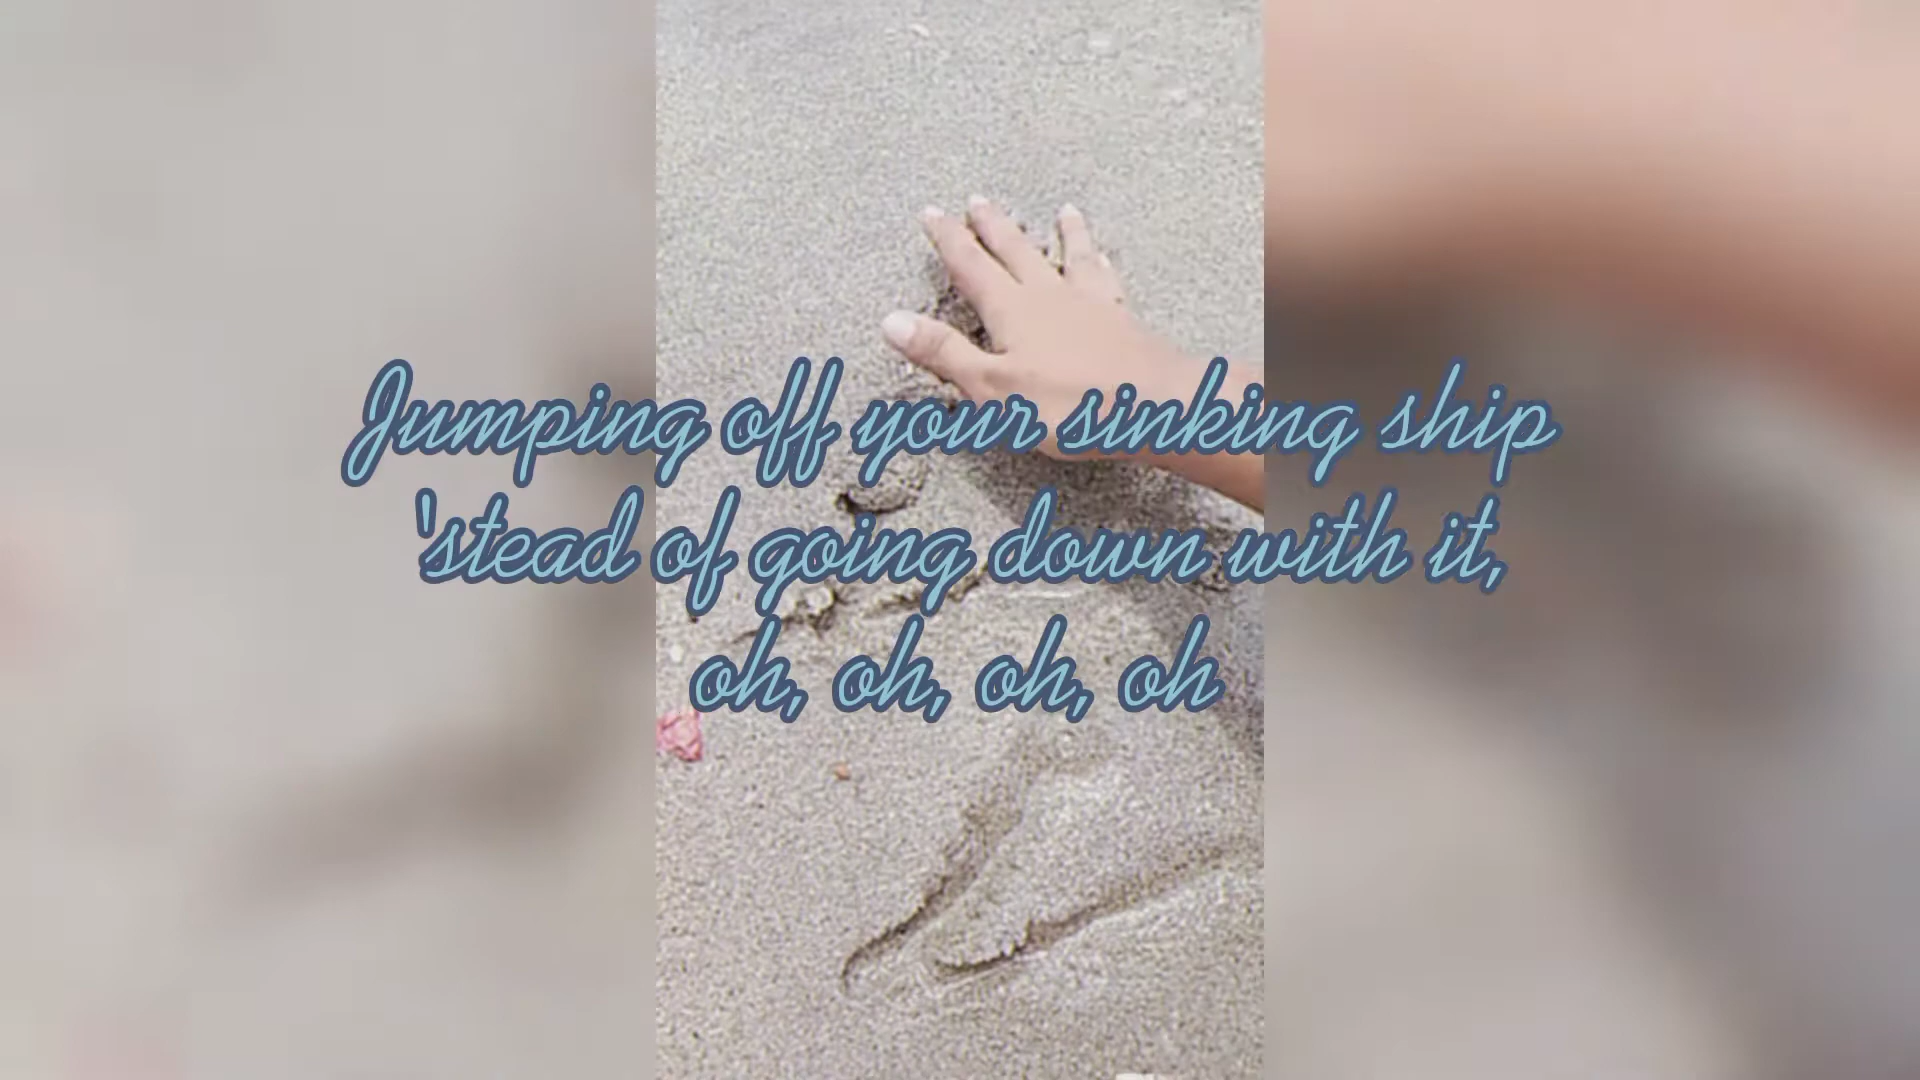 Jumping off your sinking ship
'stead of going down with it,
oh, oh, oh, oh